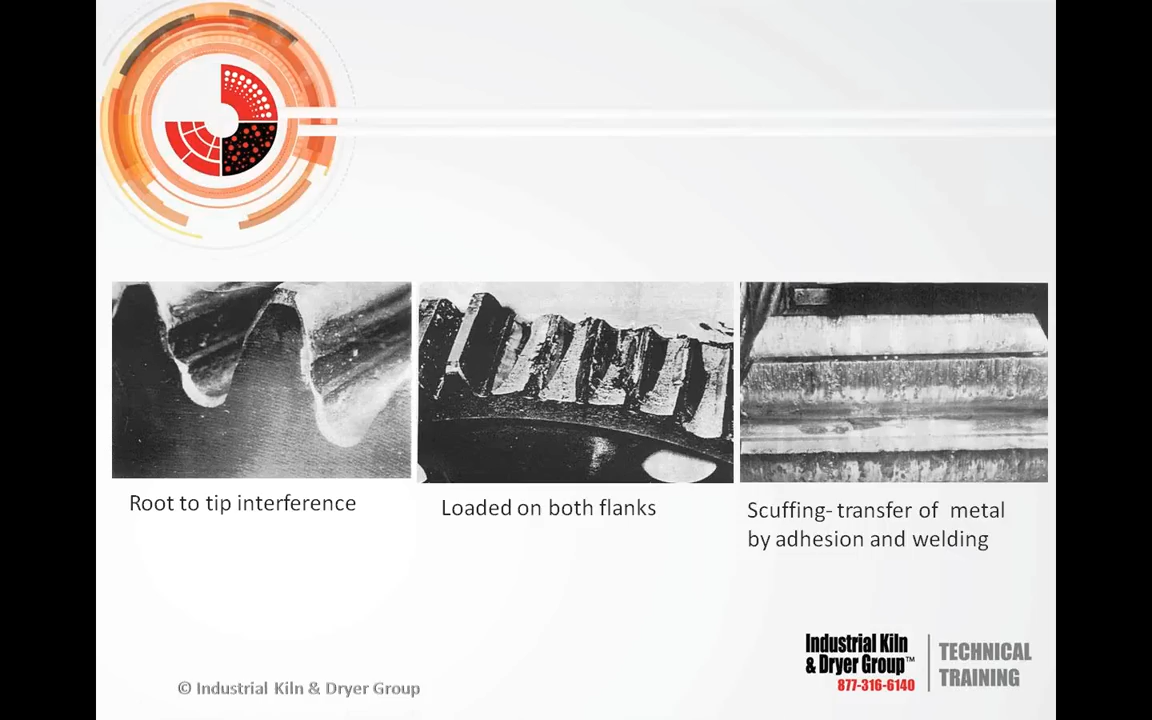 Root to tip interference
Loaded on both flanks
Scuffing- transfer of metal
by adhesion and welding
© Industrial Kiln & Dryer Group
Industrial Kiln
& Dryer Group™
877-316-6140
TECHNICAL
TRAINING